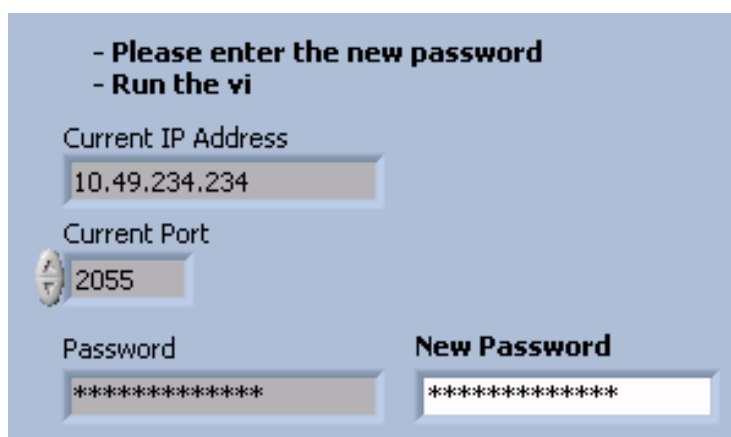 - Please enter the new password
- Run the vi
Current IP Address
10.49.234.234
Current Port
2055
Password
New Password
*************
*************